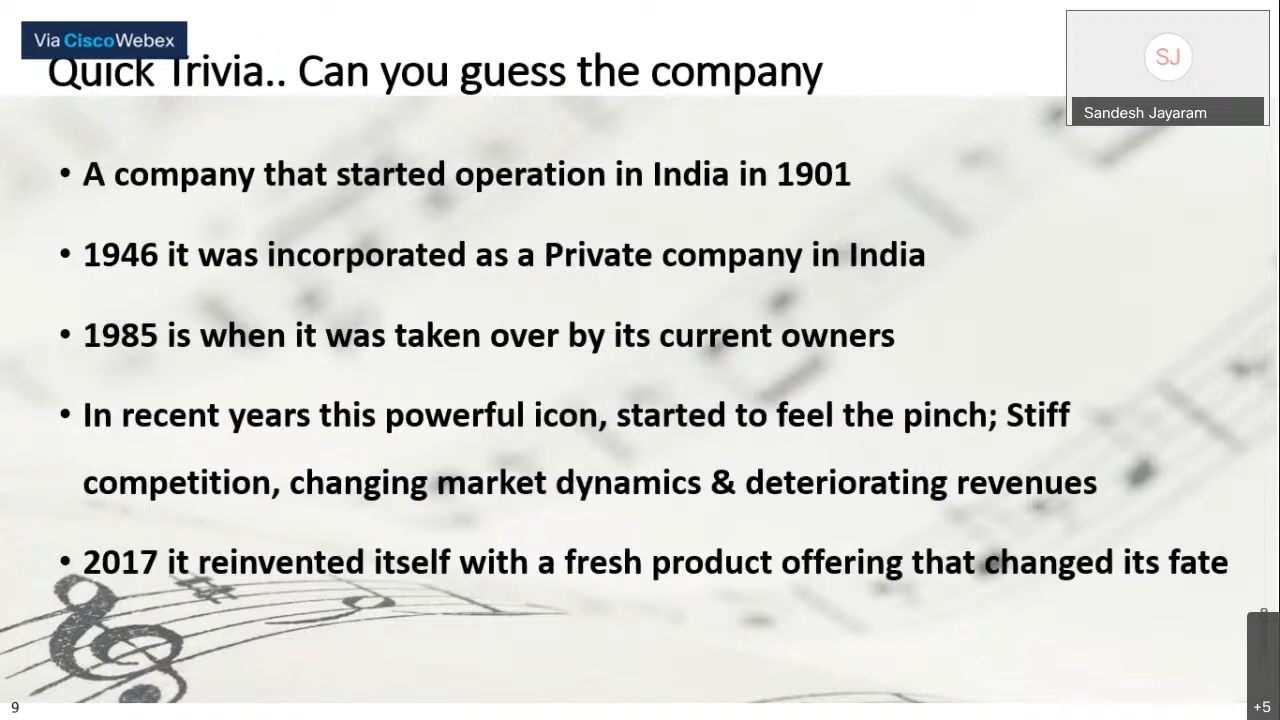 Via CiscoWebex
Quick Trivia.. Can you guess the company
SJ
Sandesh Jayaram
• A company that started operation in India in 1901
• 1946 it was incorporated as a Private company in India
• 1985 is when it was taken over by its current owners
• In recent years this powerful icon, started to feel the pinch; Stiff
competition, changing market dynamics & deteriorating revenues
• 2017 it reinvented itself with a fresh product offering that changed its fate
9
+5